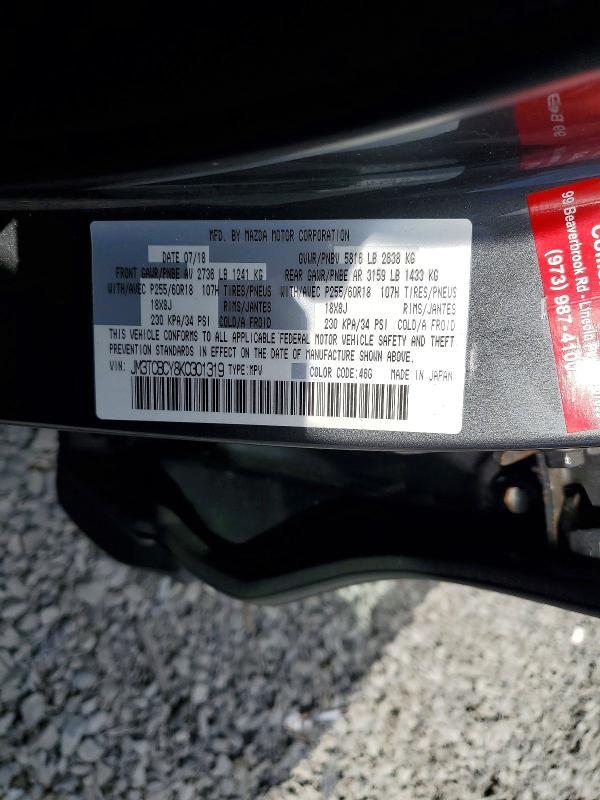 MFD. BY MAZDA MOTOR CORPORATION
DATE 07/18 GVWR/PNBV 5816 LB 2638 KG
FRONT GAWR/PNBE AV 2736 LB 1241 KG REAR GAWR/PNBE AR 3159 LB 1433 KG
WITH/AVEC P255/60R18 107H TIRES/PNEUS WITH/AVEC P255/60R18 107H TIRES/PNEUS
18X8J RIMS/JANTES 18X8J RIMS/JANTES
230 KPA/34 PSI COLD/A FROID 230 KPA/34 PSI COLD/A FROID
THIS VEHICLE CONFORMS TO ALL APPLICABLE FEDERAL MOTOR VEHICLE SAFETY AND THEFT
PREVENTION STANDARDS IN EFFECT ON THE DATE OF MANUFACTURE SHOWN ABOVE.
VIN: JM3TCBCY8KC301319 TYPE:MPV COLOR CODE:46G MADE IN JAPAN
99 Beaverbrook Rd - Lincoln
(973) 987-